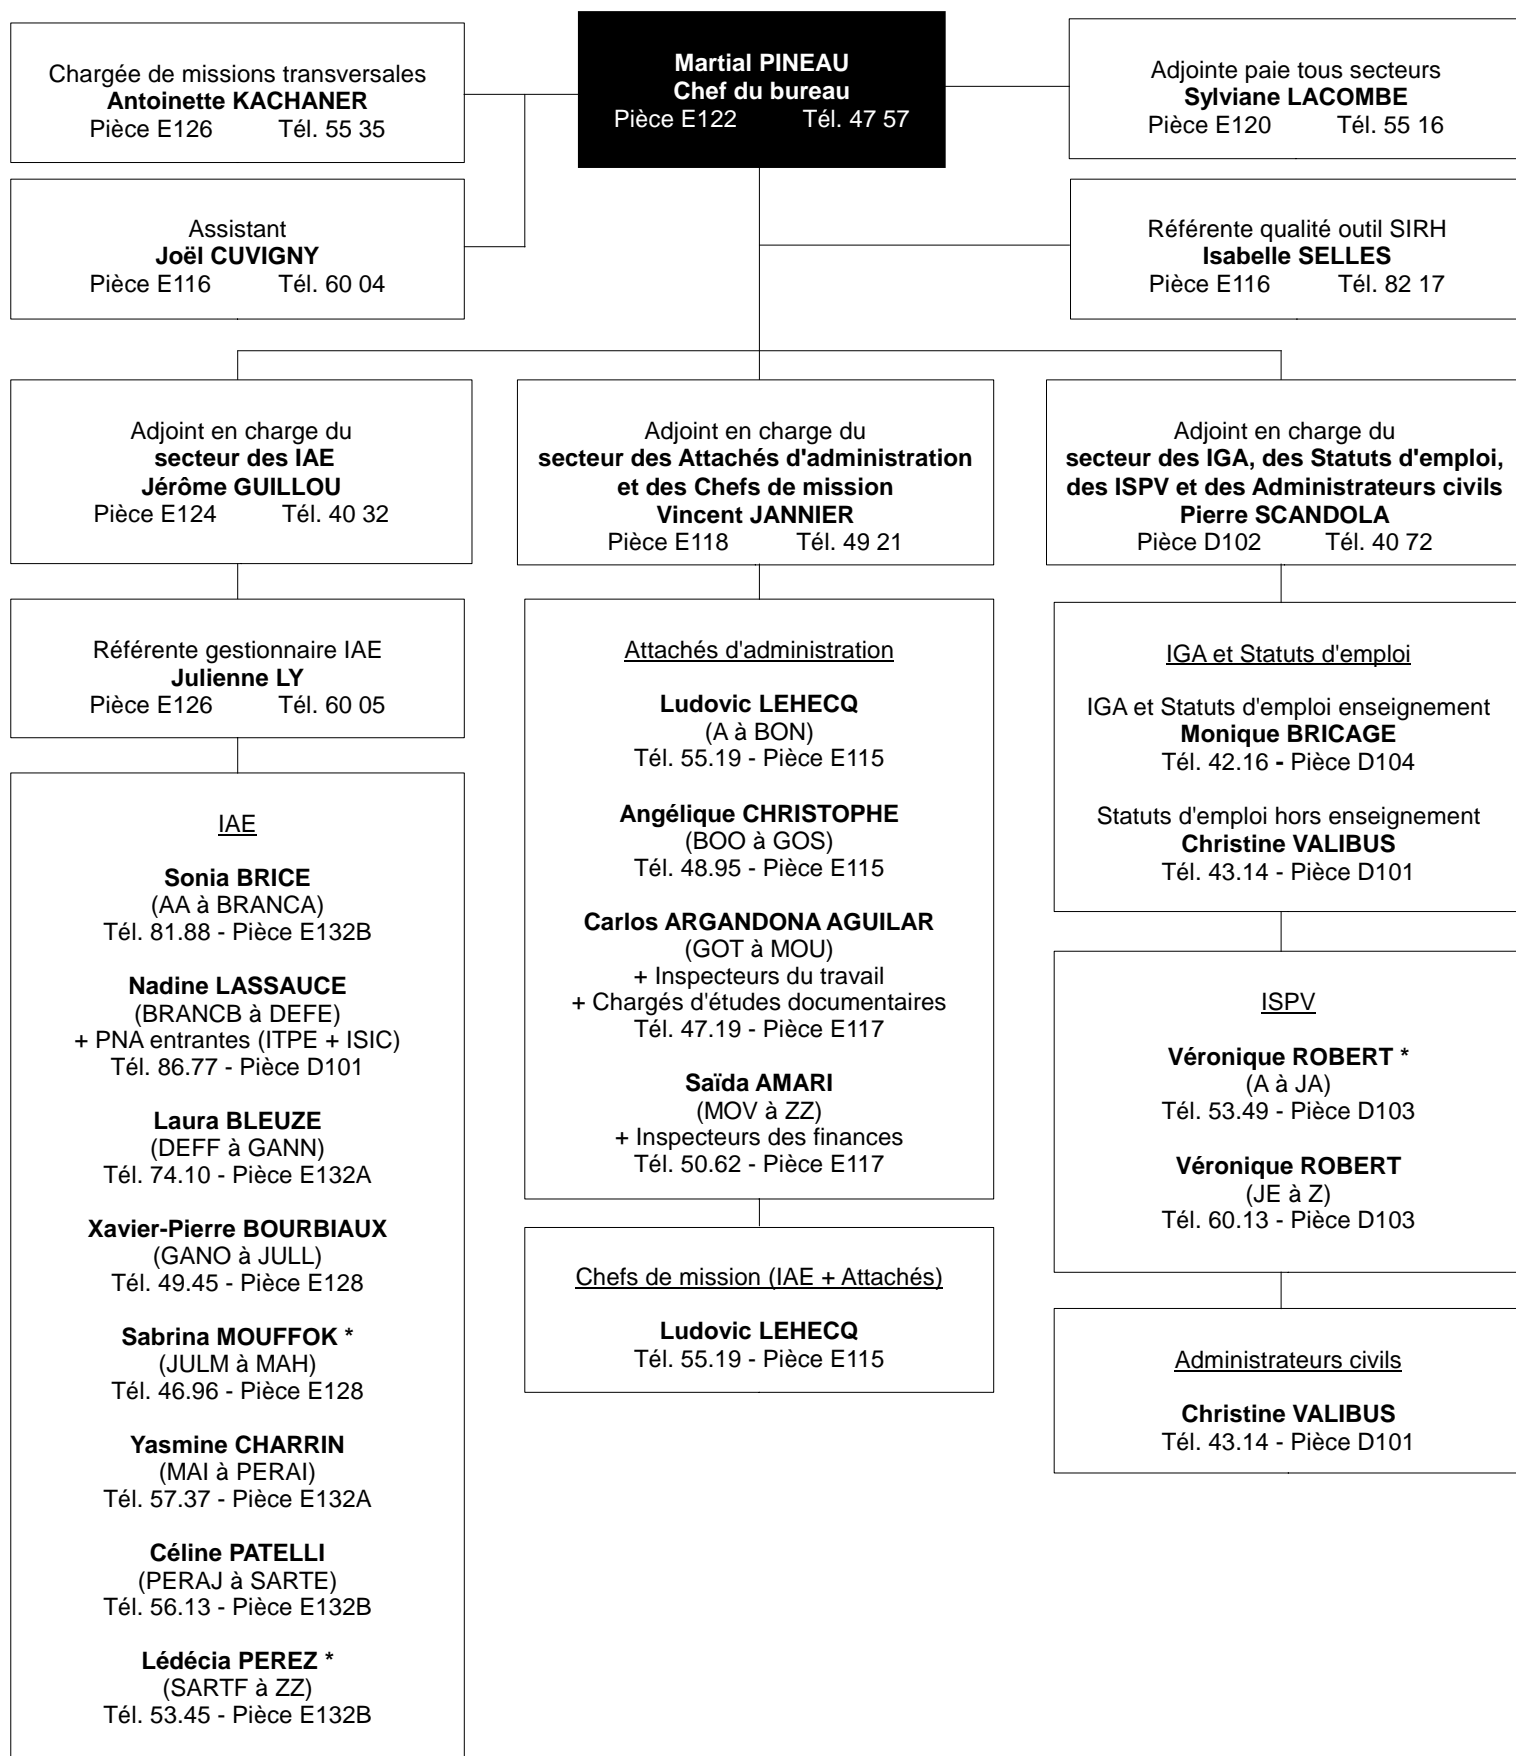 Chargée de missions transversales
Antoinette KACHANER
Pièce E126 Tél. 55 35
Martial PINEAU
Chef du bureau
Pièce E122 Tél. 47 57
Adjointe paie tous secteurs
Sylviane LACOMBE
Pièce E120 Tél. 55 16
Assistant
Joël CUVIGNY
Pièce E116 Tél. 60 04
Référente qualité outil SIRH
Isabelle SELLES
Pièce E116 Tél. 82 17
Adjoint en charge du
secteur des IAE
Jérôme GUILLOU
Pièce E124 Tél. 40 32
Adjoint en charge du
secteur des Attachés d'administration
et des Chefs de mission
Vincent JANNIER
Pièce E118 Tél. 49 21
Adjoint en charge du
secteur des IGA, des Statuts d'emploi,
des ISPV et des Administrateurs civils
Pierre SCANDOLA
Pièce D102 Tél. 40 72
Référente gestionnaire IAE
Julienne LY
Pièce E126 Tél. 60 05
IAE
Sonia BRICE
(AA à BRANCA)
Tél. 81.88 - Pièce E132B
Nadine LASSAUCE
(BRANCB à DEFE)
+ PNA entrantes (ITPE + ISIC)
Tél. 86.77 - Pièce D101
Laura BLEUZE
(DEFF à GANN)
Tél. 74.10 - Pièce E132A
Xavier-Pierre BOURBIAUX
(GANO à JULL)
Tél. 49.45 - Pièce E128
Sabrina MOUFFOK *
(JULM à MAH)
Tél. 46.96 - Pièce E128
Yasmine CHARRIN
(MAI à PERAI)
Tél. 57.37 - Pièce E132A
Céline PATELLI
(PERAJ à SARTE)
Tél. 56.13 - Pièce E132B
Lédécia PEREZ *
(SARTF à ZZ)
Tél. 53.45 - Pièce E132B
Attachés d'administration
Ludovic LEHECQ
(A à BON)
Tél. 55.19 - Pièce E115
Angélique CHRISTOPHE
(BOO à GOS)
Tél. 48.95 - Pièce E115
Carlos ARGANDONA AGUILAR
(GOT à MOU)
+ Inspecteurs du travail
+ Chargés d'études documentaires
Tél. 47.19 - Pièce E117
Saïda AMARI
(MOV à ZZ)
+ Inspecteurs des finances
Tél. 50.62 - Pièce E117
Chefs de mission (IAE + Attachés)
Ludovic LEHECQ
Tél. 55.19 - Pièce E115
IGA et Statuts d'emploi
IGA et Statuts d'emploi enseignement
Monique BRICAGE
Tél. 42.16 - Pièce D104
Statuts d'emploi hors enseignement
Christine VALIBUS
Tél. 43.14 - Pièce D101
ISPV
Véronique ROBERT *
(A à JA)
Tél. 53.49 - Pièce D103
Véronique ROBERT
(JE à Z)
Tél. 60.13 - Pièce D103
Administrateurs civils
Christine VALIBUS
Tél. 43.14 - Pièce D101